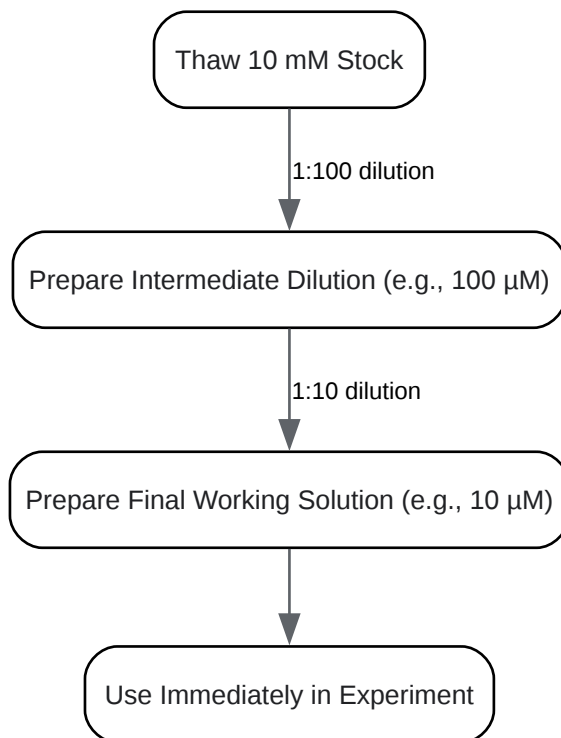 Thaw 10 mM Stock
1:100 dilution
Prepare Intermediate Dilution (e.g., 100 µM)
1:10 dilution
Prepare Final Working Solution (e.g., 10 µM)
Use Immediately in Experiment